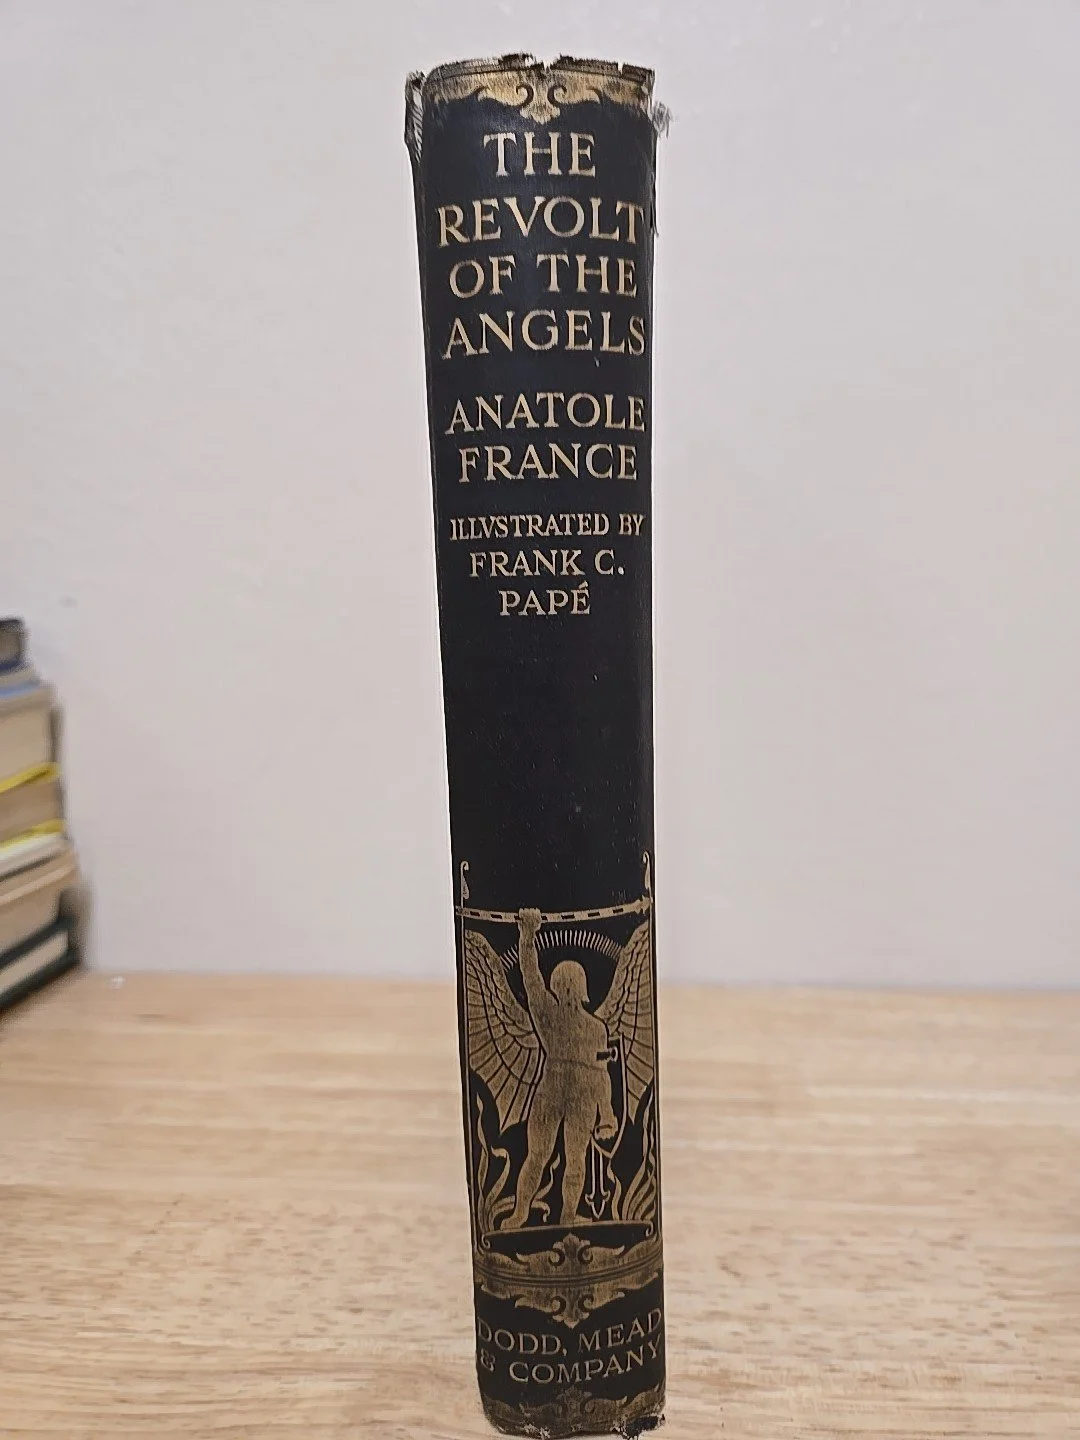 THE
REVOLT
OF THE
ANGELS
ANATOLE
FRANCE
ILLVSTRATED BY
FRANK C.
PAPÉ
DODD, MEAD
& COMPANY